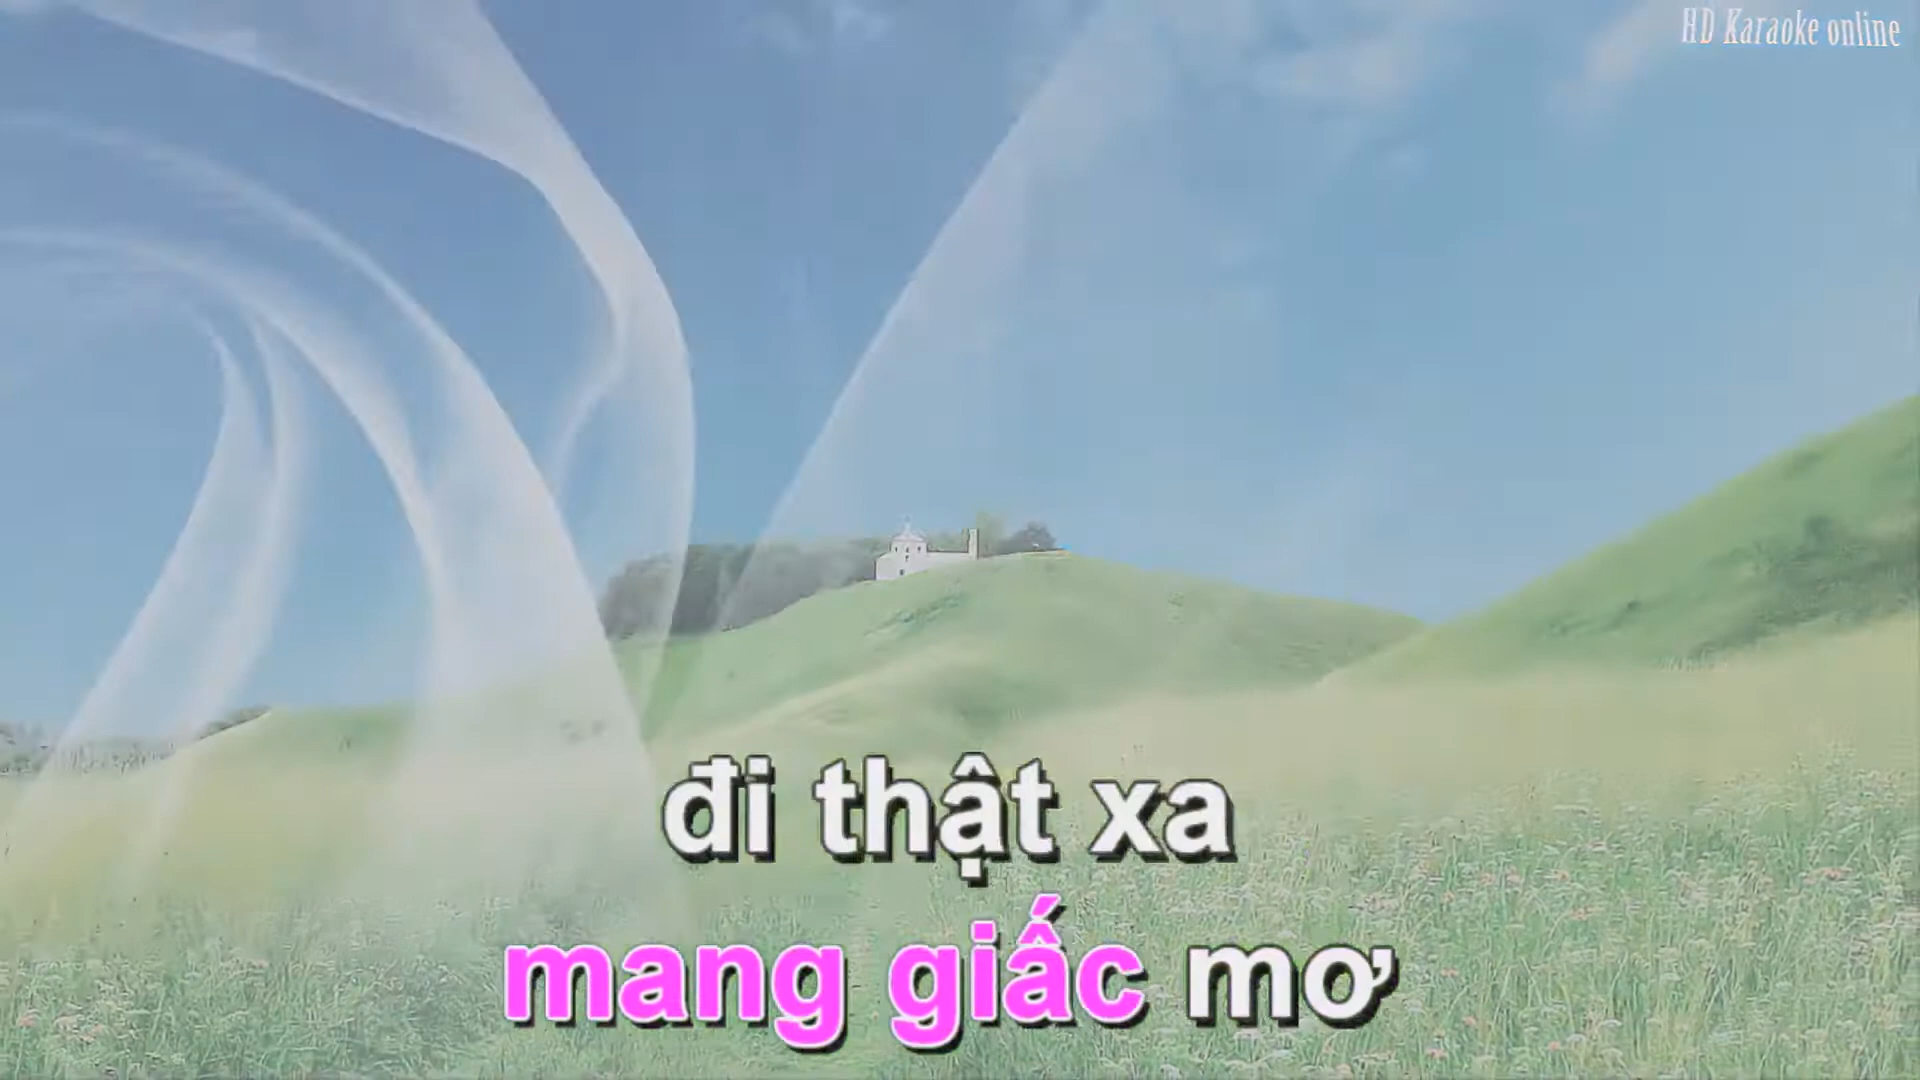 HD Karaoke online
đi thật xa
mang giấc mơ